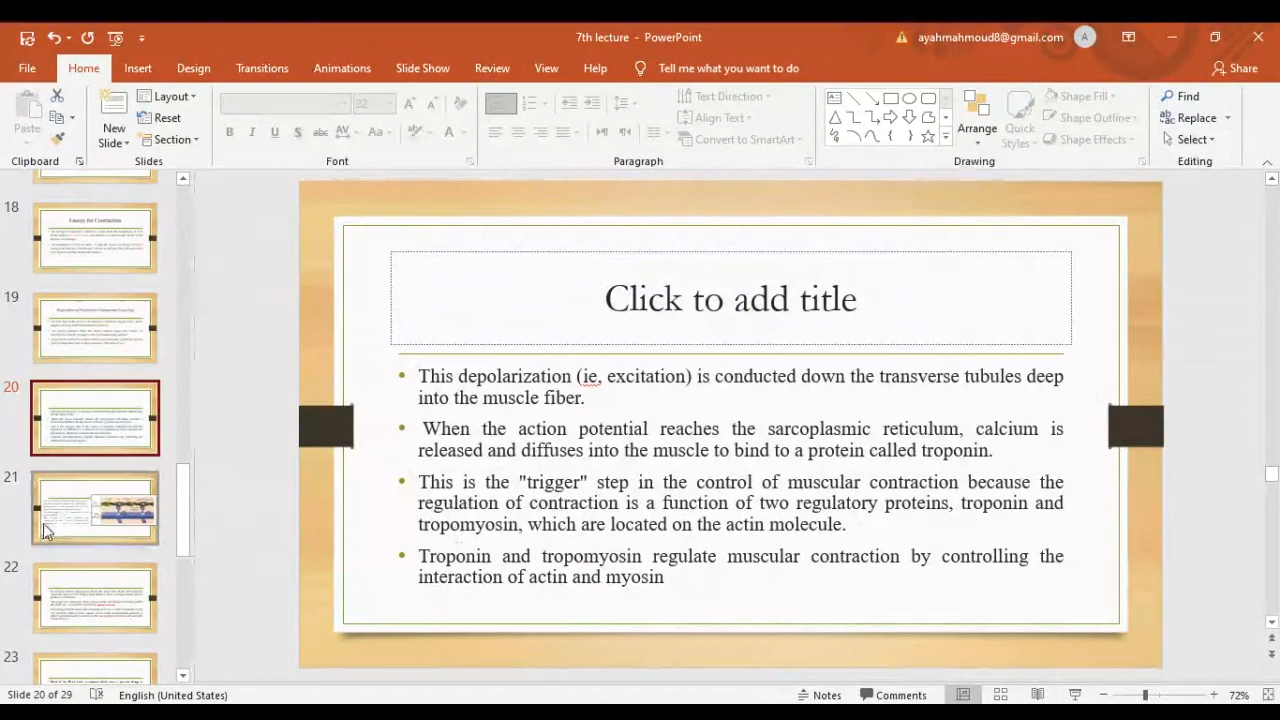 7th lecture - PowerPoint
ayahmahmoud8@gmail.com
A
File Home Insert Design Transitions Animations Slide Show Review View Help Tell me what you want to do
Share
Paste
New
Slide
Layout
Reset
Section
22
Text Direction
Align Text
Convert to SmartArt
Arrange
Quick
Styles
Shape Fill
Shape Outline
Shape Effects
Find
Replace
Select
Clipboard Slides Font Paragraph Drawing Editing
18
Energy for Contraction
19
20
21
22
23
Click to add title
This depolarization (ie, excitation) is conducted down the transverse tubules deep
into the muscle fiber.
When the action potential reaches the sarcoplasmic reticulum, calcium is
released and diffuses into the muscle to bind to a protein called troponin.
This is the "trigger" step in the control of muscular contraction because the
regulation of contraction is a function of two regulatory proteins, troponin and
tropomyosin, which are located on the actin molecule.
Troponin and tropomyosin regulate muscular contraction by controlling the
interaction of actin and myosin
Slide 20 of 29 English (United States) Notes Comments 72%